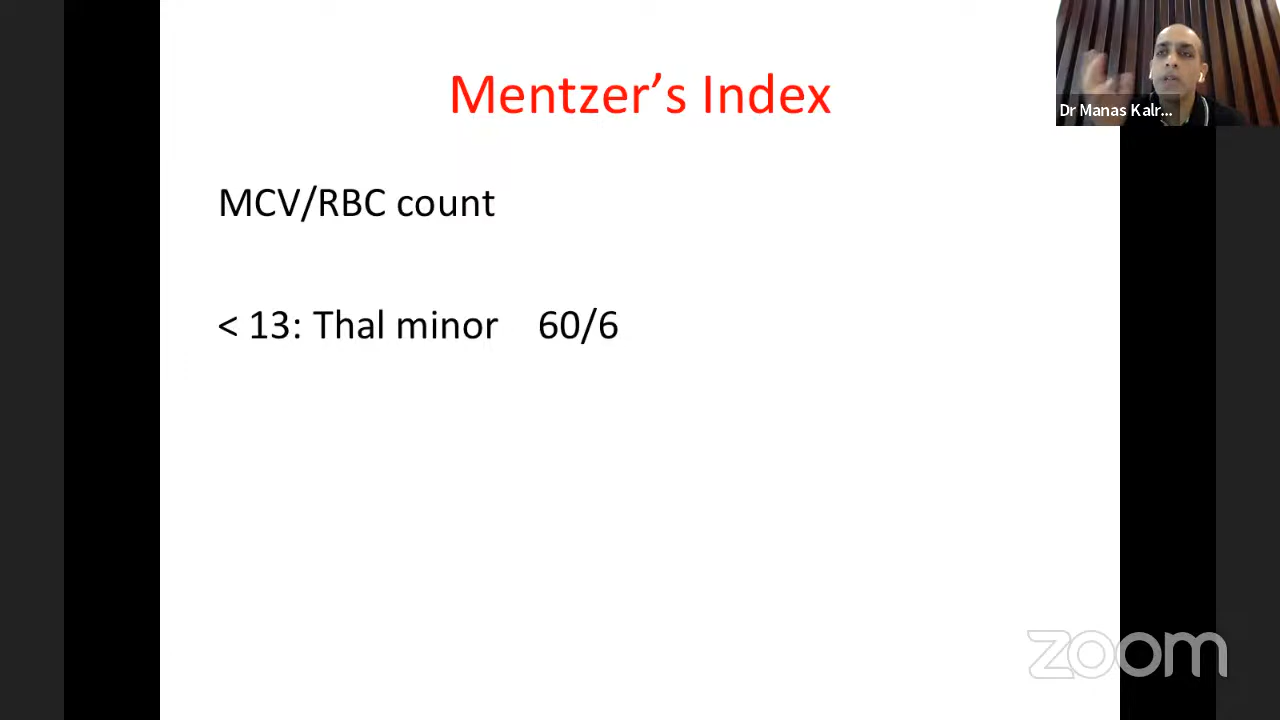 Mentzer's Index
Dr Manas Kalr...
MCV/RBC count
< 13: Thal minor 60/6
zoom